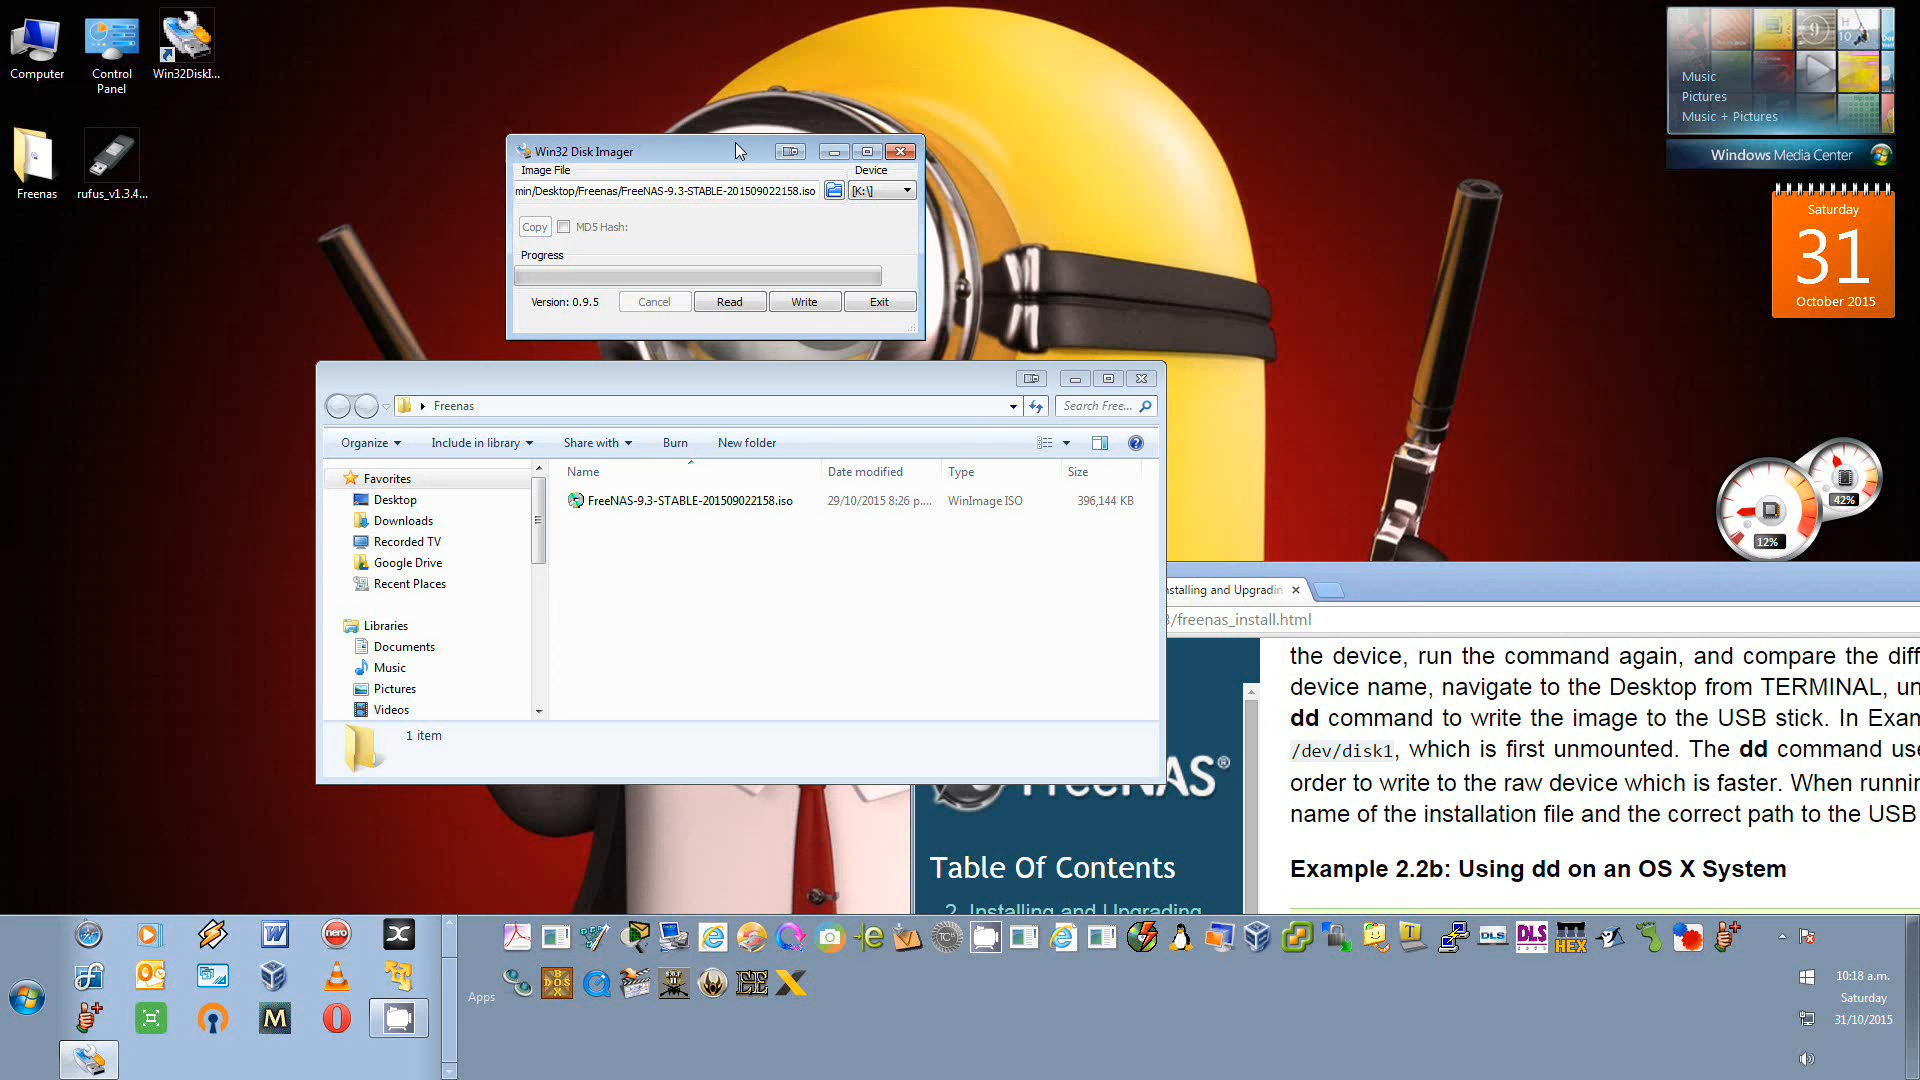 Computer
Control
Panel
Win32DiskI...
Freenas
rufus_v1.3.4...
Win32 Disk Imager
Image File
Device
min/Desktop/Freenas/FreeNAS-9.3-STABLE-201509022158.iso
[K:\]
Copy
MD5 Hash:
Progress
Version: 0.9.5
Cancel
Read
Write
Exit
Music
Pictures
Music + Pictures
Windows Media Center
Saturday
31
October 2015
42%
12%
Freenas
Search Free...
Organize
Include in library
Share with
Burn
New folder
Name
Date modified
Type
Size
FreeNAS-9.3-STABLE-201509022158.iso
29/10/2015 8:26 p....
WinImage ISO
396,144 KB
Favorites
Desktop
Downloads
Recorded TV
Google Drive
Recent Places
Libraries
Documents
Music
Pictures
Videos
1 item
nstalling and Upgradin
/freenas_install.html
the device, run the command again, and compare the diff
device name, navigate to the Desktop from TERMINAL, un
dd command to write the image to the USB stick. In Exam
/dev/disk1, which is first unmounted. The dd command use
order to write to the raw device which is faster. When runnin
name of the installation file and the correct path to the USB
Example 2.2b: Using dd on an OS X System
FreeNAS®
Table Of Contents
2. Installing and Upgrading
nero
DLS
DLS
HEX
Apps
DOS
10:18 a.m.
Saturday
31/10/2015